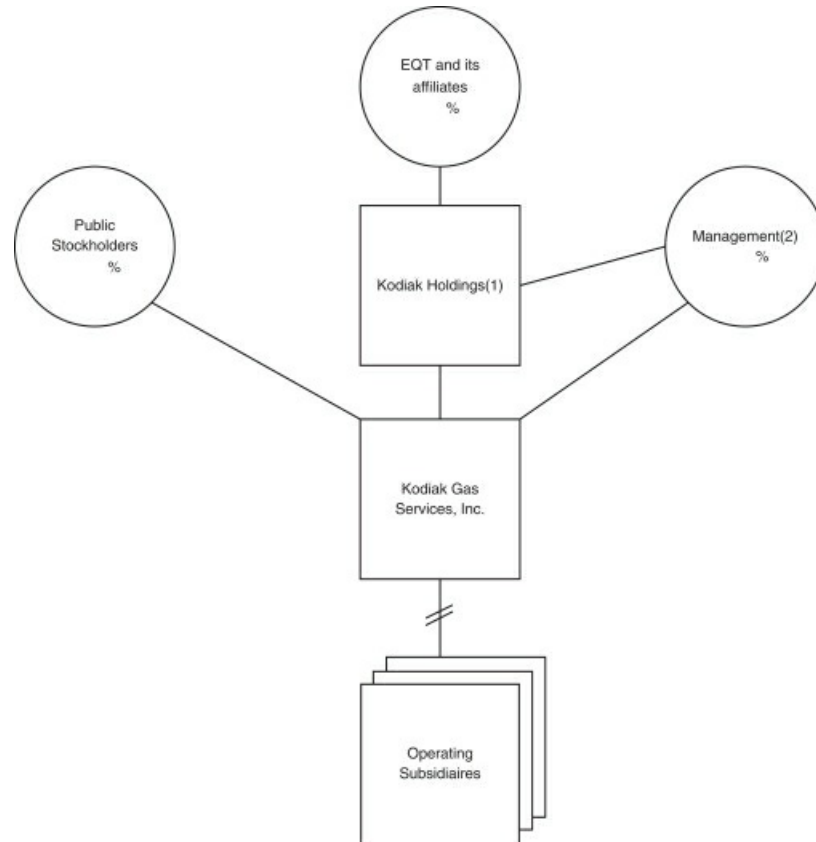 EQT and its
affiliates
%
Public
Stockholders
%
Management(2)
%
Kodiak Holdings(1)
Kodiak Gas
Services, Inc.
Operating
Subsidiaires